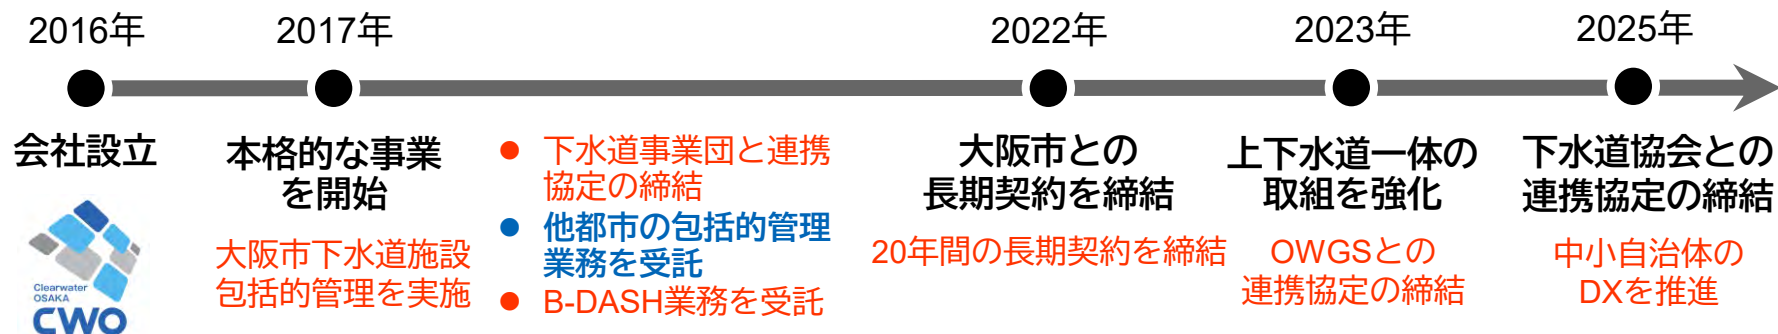 2016年
2017年
2022年
2023年
2025年
会社設立
Clearwater
OSAKA
CWO
本格的な事業
を開始
大阪市下水道施設
包括的管理を実施
● 下水道事業団と連携
協定の締結
● 他都市の包括的管理
業務を受託
● B-DASH業務を受託
大阪市との
長期契約を締結
20年間の長期契約を締結
上下水道一体の
取組を強化
OWGSとの
連携協定の締結
下水道協会との
連携協定の締結
中小自治体の
DXを推進